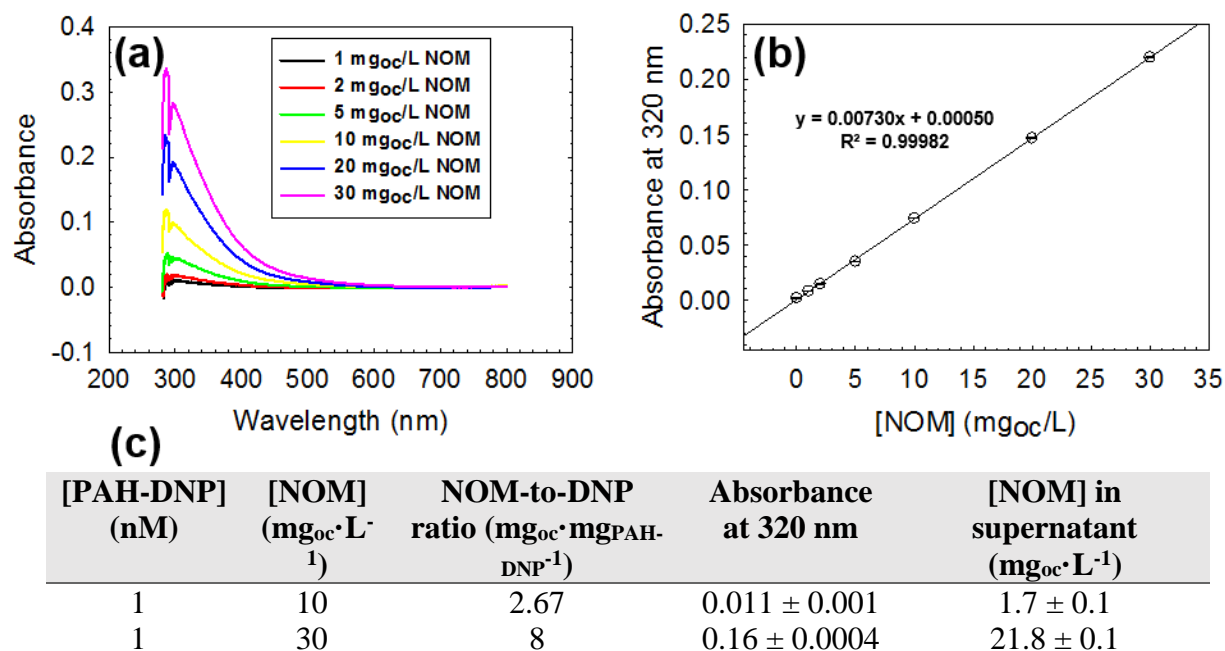 (a)
0.4
0.3
0.2
0.1
0.0
-0.1
Absorbance
1 mgoc/L NOM
2 mgoc/L NOM
5 mgoc/L NOM
10 mgoc/L NOM
20 mgoc/L NOM
30 mgoc/L NOM
200 300 400 500 600 700 800 900
Wavelength (nm)
(b)
0.25
0.20
0.15
0.10
0.05
0.00
Absorbance at 320 nm
y = 0.00730x + 0.00050
R² = 0.99982
0 5 10 15 20 25 30 35
[NOM] (mgoc/L)
(c)
[PAH-DNP] [NOM] NOM-to-DNP Absorbance [NOM] in
(nM) (mgoc·L- ratio (mgoc·mgPAH- at 320 nm supernatant
1) DNP-1) (mgoc·L-1)
1 10 2.67 0.011 ± 0.001 1.7 ± 0.1
1 30 8 0.16 ± 0.0004 21.8 ± 0.1